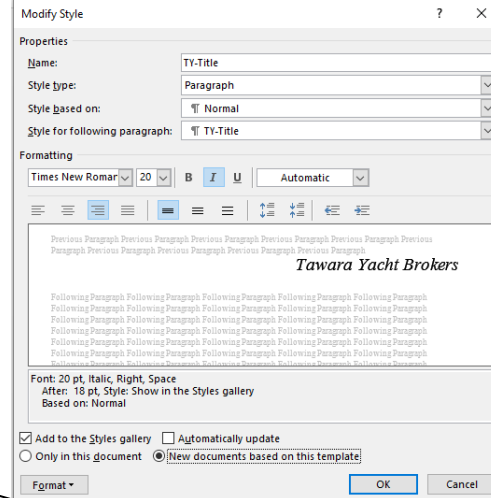 Modify Style ? ×
Properties
Name: TY-Title
Style type: Paragraph
Style based on: ¶ Normal
Style for following paragraph: ¶ TY-Title
Formatting
Times New Romar 20 B I U Automatic
Previous Paragraph Previous Paragraph Previous Paragraph Previous Paragraph Previous Paragraph Previous
Paragraph Previous Paragraph Previous Paragraph Previous Paragraph Previous Paragraph
Tawara Yacht Brokers
Following Paragraph Following Paragraph Following Paragraph Following Paragraph Following Paragraph
Following Paragraph Following Paragraph Following Paragraph Following Paragraph Following Paragraph
Following Paragraph Following Paragraph Following Paragraph Following Paragraph Following Paragraph
Following Paragraph Following Paragraph Following Paragraph Following Paragraph Following Paragraph
Following Paragraph Following Paragraph Following Paragraph Following Paragraph Following Paragraph
Following Paragraph Following Paragraph Following Paragraph Following Paragraph Following Paragraph
Font: 20 pt, Italic, Right, Space
After: 18 pt, Style: Show in the Styles gallery
Based on: Normal
Add to the Styles gallery Automatically update
Only in this document New documents based on this template
Format OK Cancel